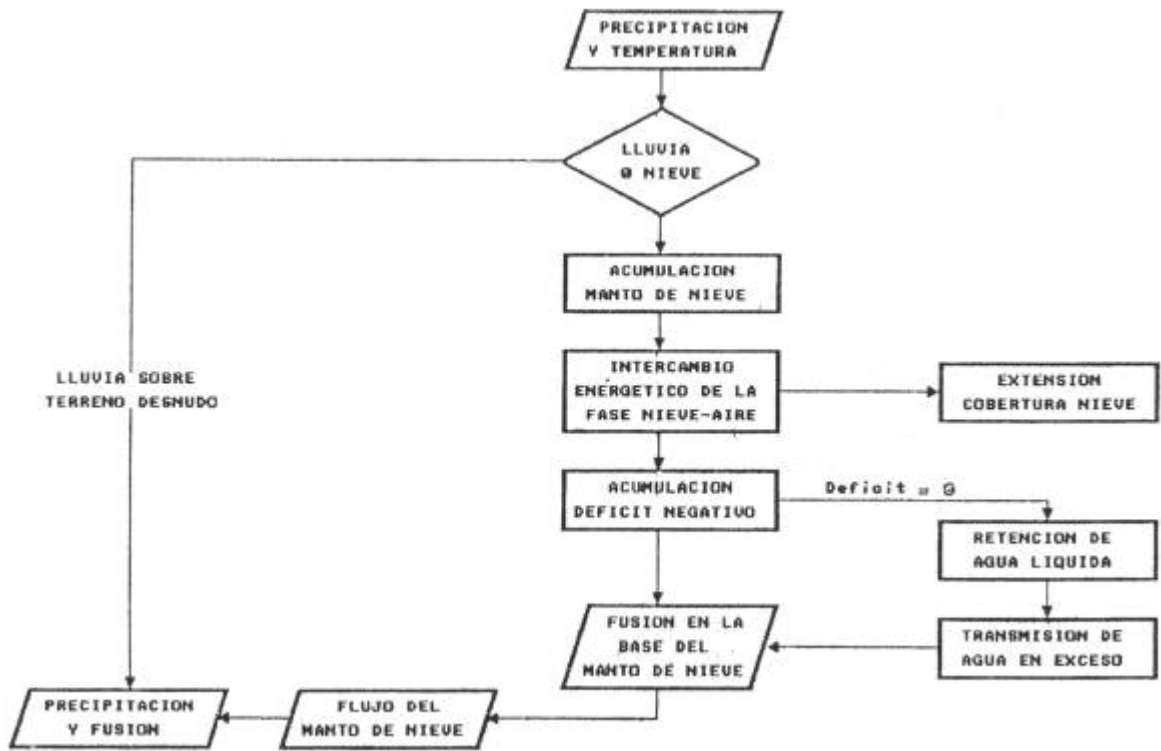 PRECIPITACION
Y TEMPERATURA
LLUVIA
0 NIEVE
ACUMULACION
MANTO DE NIEVE
LLUVIA SOBRE
TERRENO DESNUDO
INTERCAMBIO
ENERGETICO DE LA
FASE NIEVE-AIRE
EXTENSION
COBERTURA NIEVE
ACUMULACION
DEFICIT NEGATIVO
Deficit = 0
RETENCION DE
AGUA LIQUIDA
FUSION EN LA
BASE DEL
MANTO DE NIEVE
TRANSMISION DE
AGUA EN EXCESO
PRECIPITACION
Y FUSION
FLUJO DEL
MANTO DE NIEVE